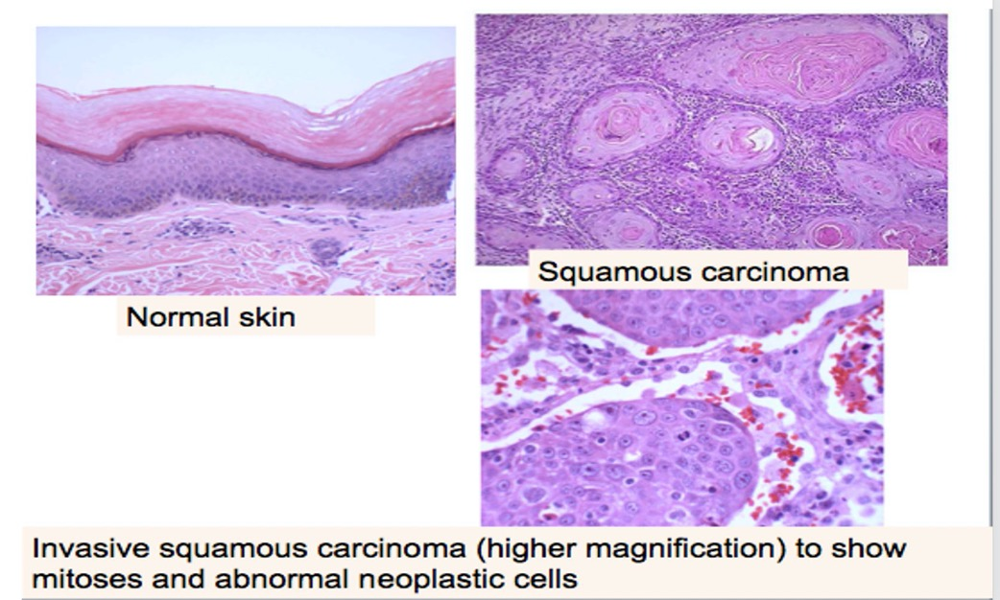 Normal skin
Squamous carcinoma
Invasive squamous carcinoma (higher magnification) to show
mitoses and abnormal neoplastic cells